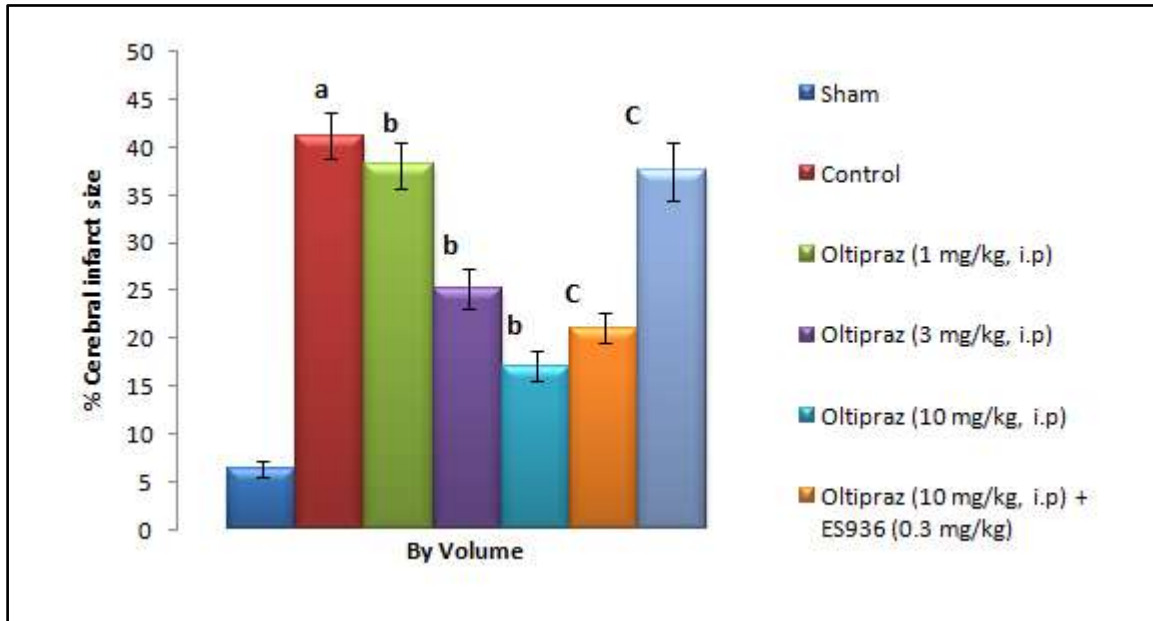 50
45
40
35
30
25
20
15
10
5
0
% Cerebral infarct size
a
b
b
b
C
C
By Volume
Sham
Control
Oltipraz (1 mg/kg, i.p)
Oltipraz (3 mg/kg, i.p)
Oltipraz (10 mg/kg, i.p)
Oltipraz (10 mg/kg, i.p) +
ES936 (0.3 mg/kg)